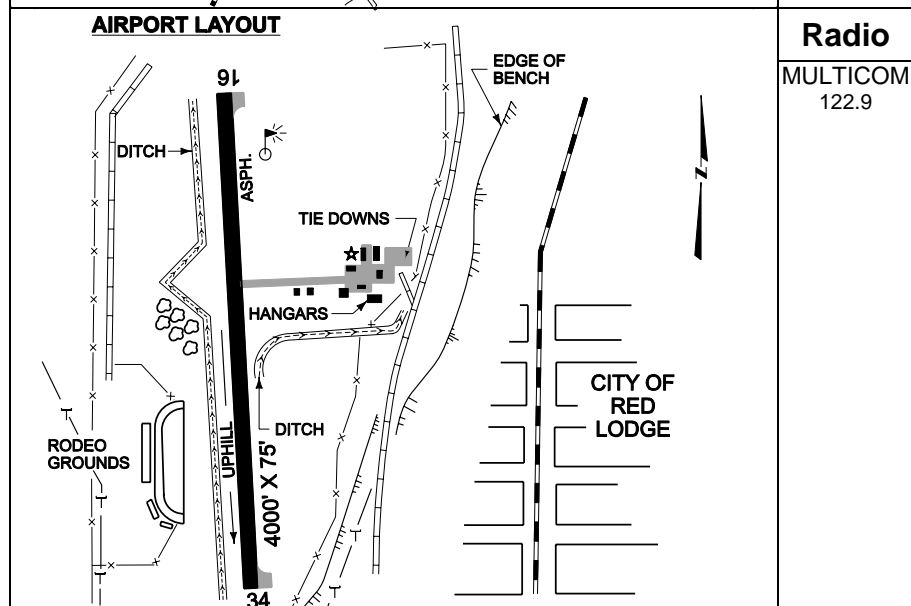 AIRPORT LAYOUT
Radio
MULTICOM
122.9
EDGE OF
BENCH
16
DITCH
ASPH.
N
TIE DOWNS
HANGARS
CITY OF
RED
LODGE
DITCH
RODEO
GROUNDS
UPHILL
4000' X 75'
34